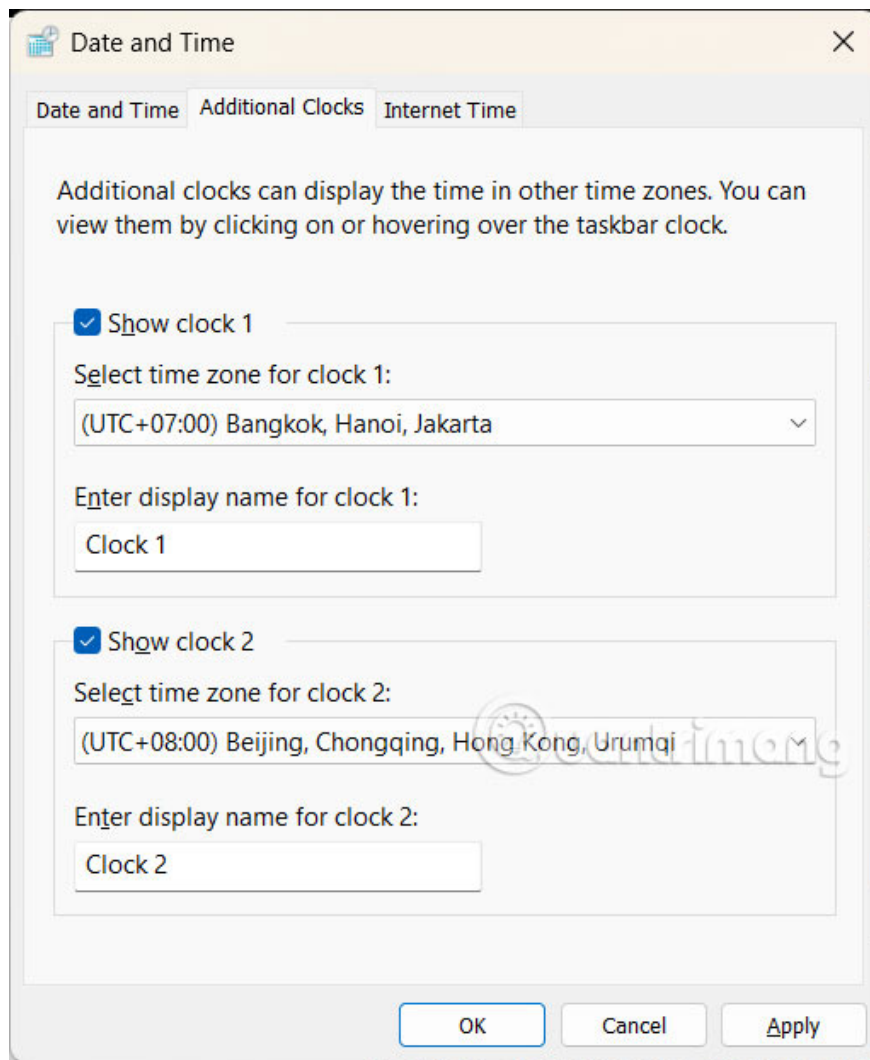 Date and Time
Date and Time Additional Clocks Internet Time
Additional clocks can display the time in other time zones. You can
view them by clicking on or hovering over the taskbar clock.
Show clock 1
Select time zone for clock 1:
(UTC+07:00) Bangkok, Hanoi, Jakarta
Enter display name for clock 1:
Clock 1
Show clock 2
Select time zone for clock 2:
(UTC+08:00) Beijing, Chongqing, Hong Kong, Urumqi
Quantrimang
Enter display name for clock 2:
Clock 2
OK Cancel Apply